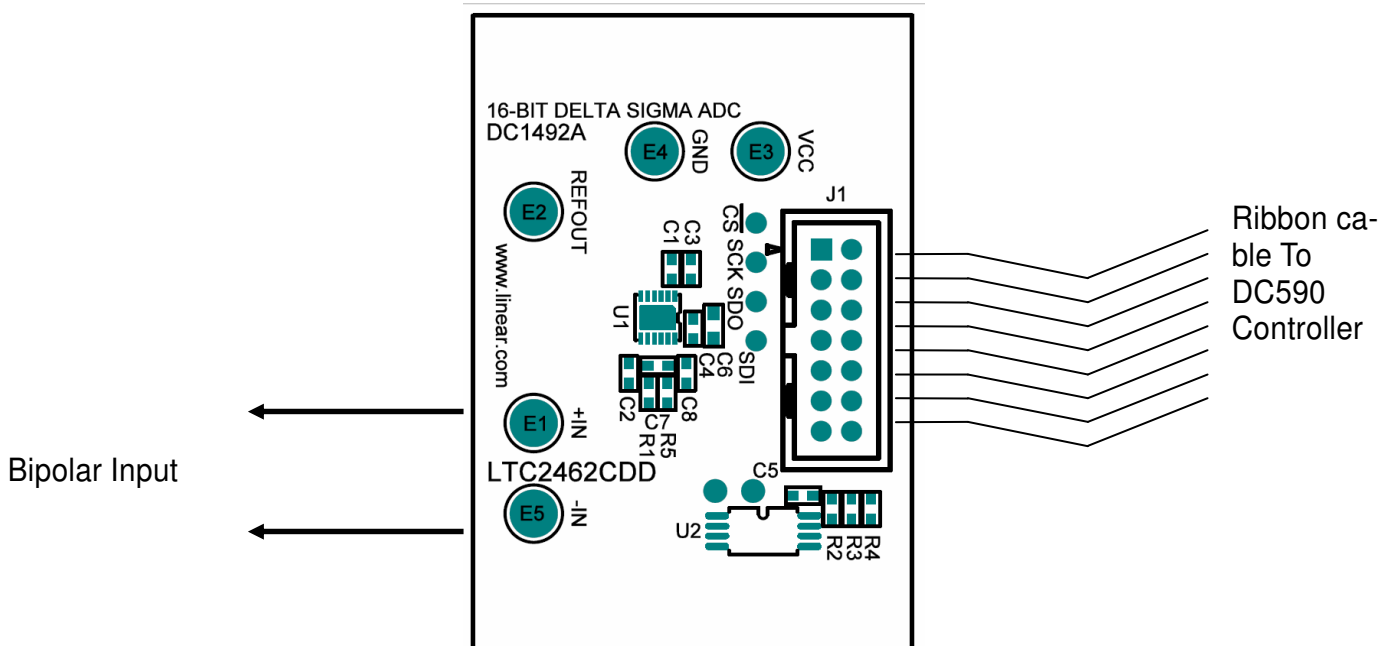 16-BIT DELTA SIGMA ADC
DC1492A
E4
GND
E3
VCC
E2
REFOUT
J1
CS
SCK
SDO
SDI
C1
C3
U1
www.linear.com
C4
C6
C2
C7
C8
R1
R5
E1
+IN
LTC2462CDD
E5
-IN
C5
U2
R2
R3
R4
Bipolar Input
Ribbon ca-
ble To
DC590
Controller